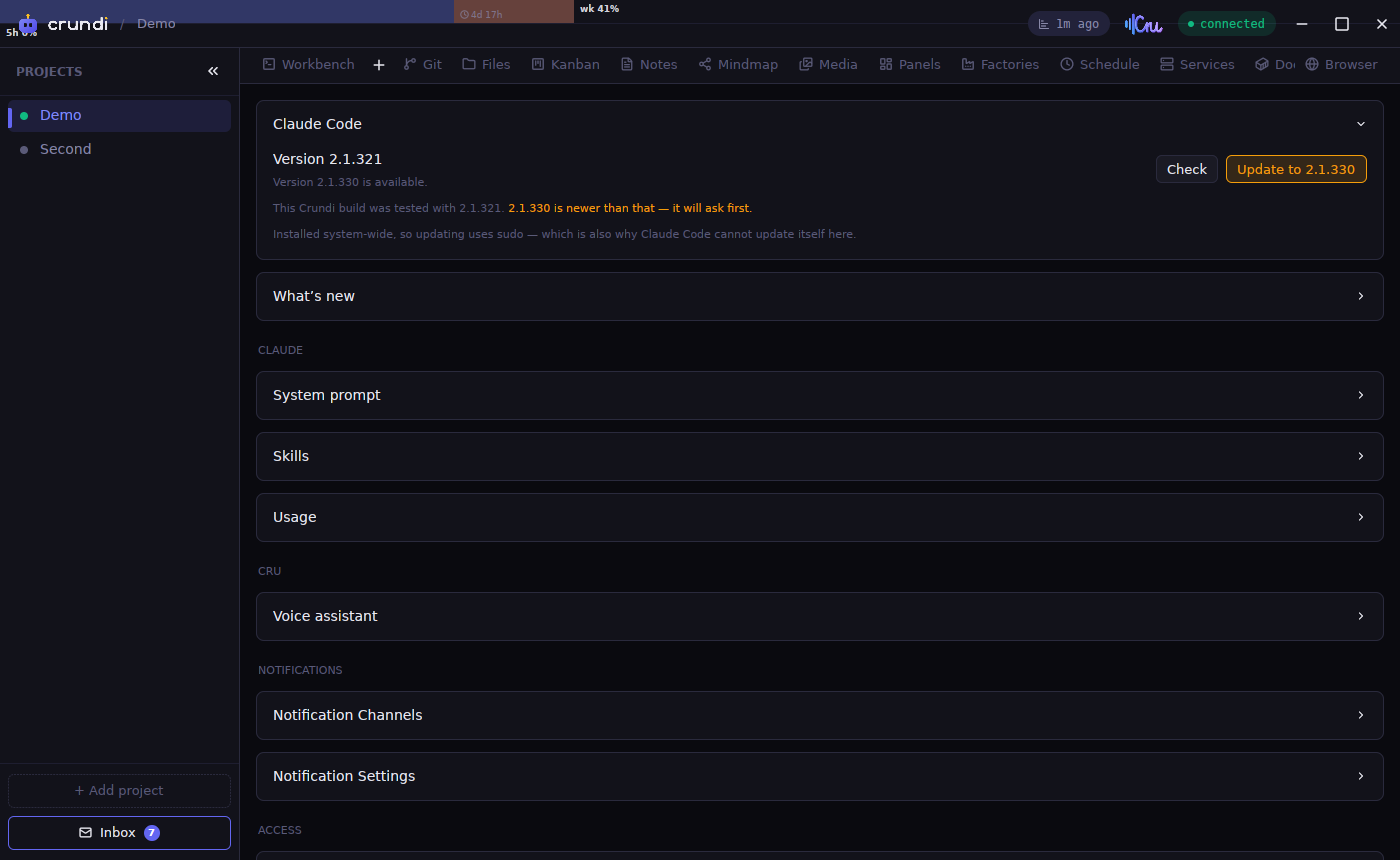 4d 17h
wk 41%
crundi / Demo
1m ago
Cru
connected
PROJECTS
Demo
Second
+ Add project
Inbox 7
Workbench
Git
Files
Kanban
Notes
Mindmap
Media
Panels
Factories
Schedule
Services
Browser
Claude Code
Version 2.1.321
Version 2.1.330 is available.
Check
Update to 2.1.330
This Crundi build was tested with 2.1.321. 2.1.330 is newer than that — it will ask first.
Installed system-wide, so updating uses sudo — which is also why Claude Code cannot update itself here.
What’s new
CLAUDE
System prompt
Skills
Usage
CRU
Voice assistant
NOTIFICATIONS
Notification Channels
Notification Settings
ACCESS